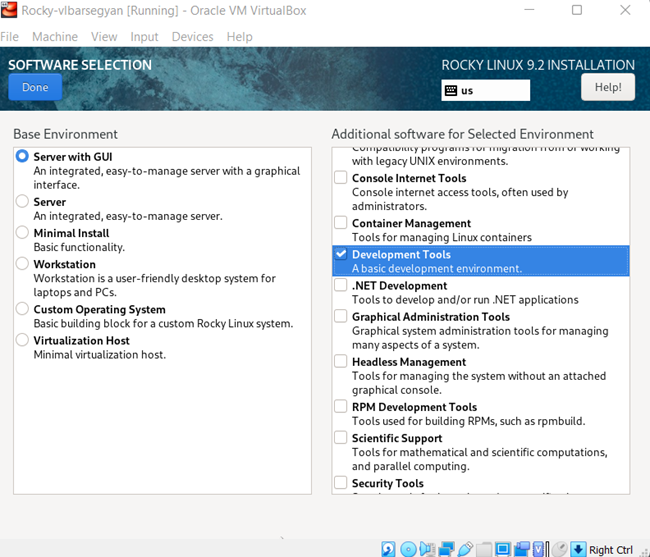 Rocky-vlbarsegyan [Running] - Oracle VM VirtualBox
File Machine View Input Devices Help
SOFTWARE SELECTION
ROCKY LINUX 9.2 INSTALLATION
Done
us
Help!
Base Environment
Server with GUI
An integrated, easy-to-manage server with a graphical
interface.
Server
An integrated, easy-to-manage server.
Minimal Install
Basic functionality.
Workstation
Workstation is a user-friendly desktop system for
laptops and PCs.
Custom Operating System
Basic building block for a custom Rocky Linux system.
Virtualization Host
Minimal virtualization host.
Additional software for Selected Environment
Compatibility programs for migration from or working
with legacy UNIX environments.
Console Internet Tools
Console internet access tools, often used by
administrators.
Container Management
Tools for managing Linux containers
Development Tools
A basic development environment.
.NET Development
Tools to develop and/or run .NET applications
Graphical Administration Tools
Graphical system administration tools for managing
many aspects of a system.
Headless Management
Tools for managing the system without an attached
graphical console.
RPM Development Tools
Tools used for building RPMs, such as rpmbuild.
Scientific Support
Tools for mathematical and scientific computations,
and parallel computing.
Security Tools
Right Ctrl